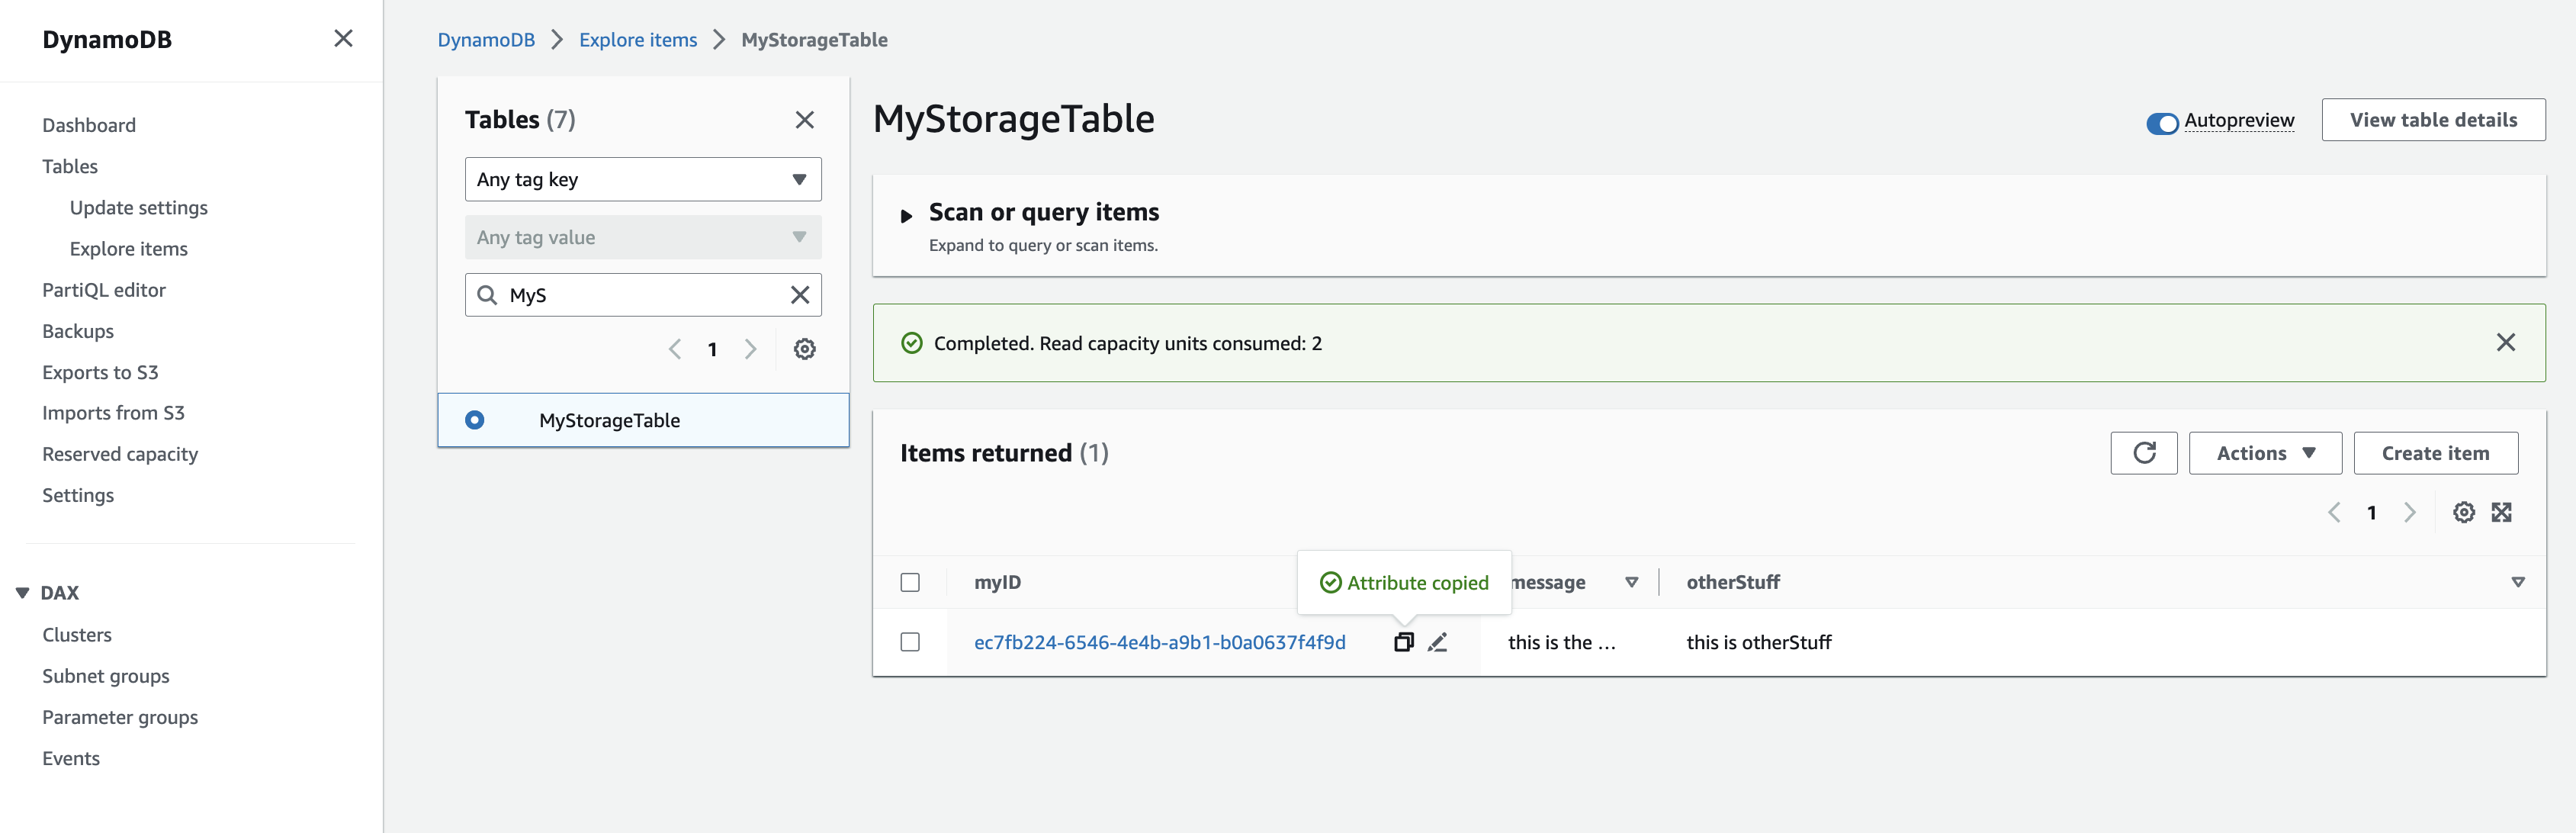 DynamoDB
Dashboard
Tables
Update settings
Explore items
PartiQL editor
Backups
Exports to S3
Imports from S3
Reserved capacity
Settings
DAX
Clusters
Subnet groups
Parameter groups
Events
DynamoDB > Explore items > MyStorageTable
Tables (7)
Any tag key
Any tag value
MyS
1
MyStorageTable
MyStorageTable
Autopreview
View table details
Scan or query items
Expand to query or scan items.
Completed. Read capacity units consumed: 2
Items returned (1)
Actions
Create item
1
Attribute copied
myID message otherStuff
ec7fb224-6546-4e4b-a9b1-b0a0637f4f9d this is the ... this is otherStuff